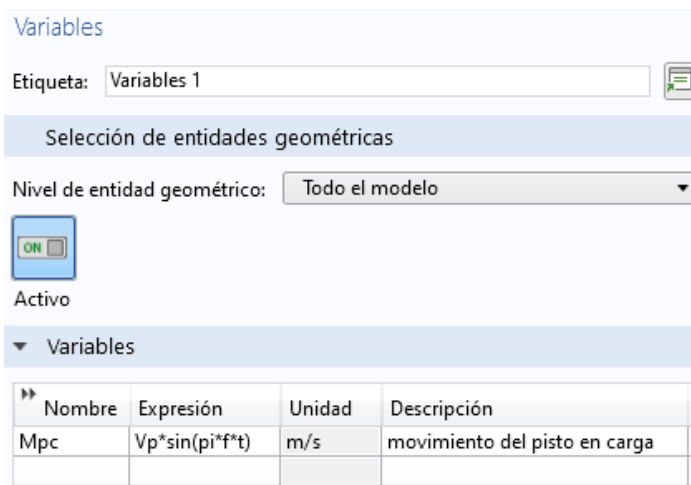 Variables
Etiqueta: Variables 1
Selección de entidades geométricas
Nivel de entidad geométrico: Todo el modelo
ON
Activo
Variables
Nombre Expresión Unidad Descripción
Mpc Vp*sin(pi*f*t) m/s movimiento del pisto en carga